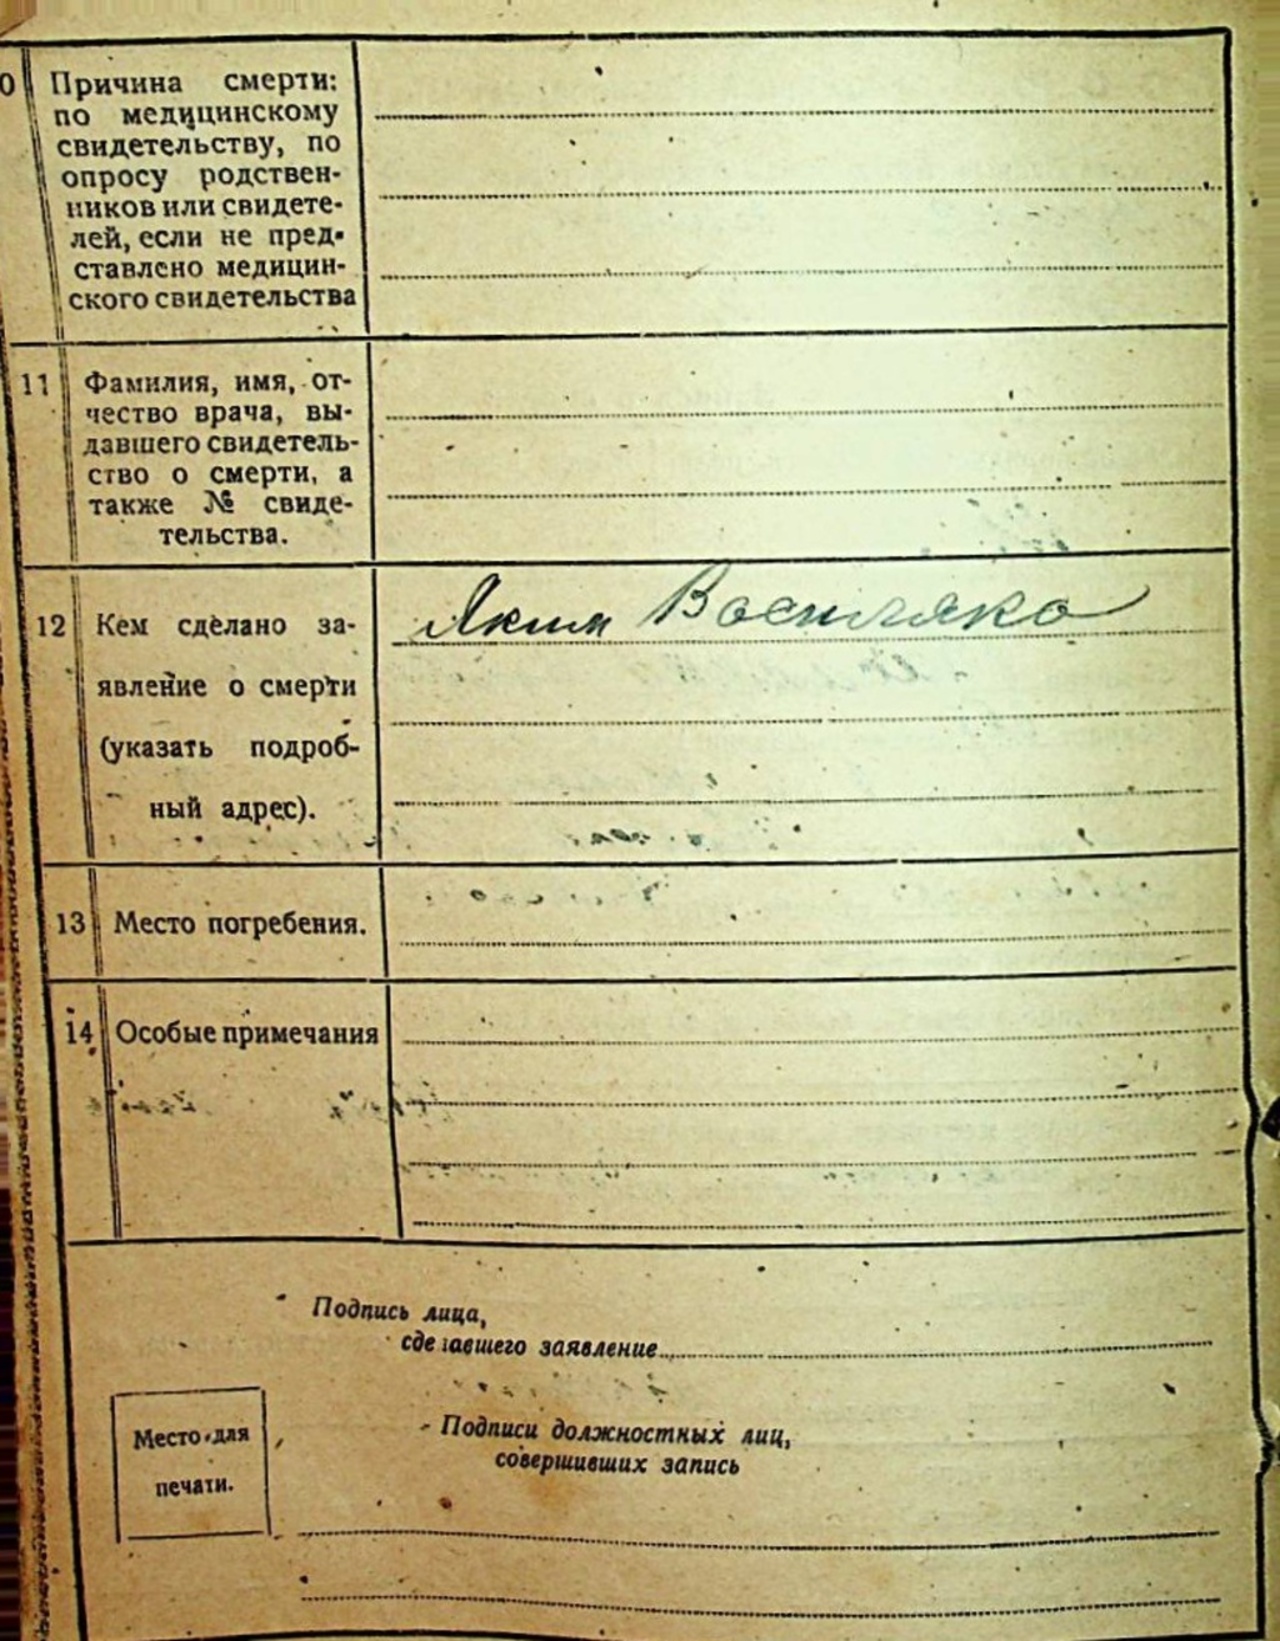 0 Причина смерти:
по медицинскому
свидетельству, по
опросу родствен-
ников или свидете-
лей, если не пред-
ставлено медицин-
ского свидетельства
11 Фамилия, имя, от-
чество врача, вы-
давшего свидетель-
ство о смерти, а
также № свиде-
тельства.
12 Кем сделано за-
Яким
явление о смерти
(указать подроб-
ный адрес).
13 Место погребения.
14 Особые примечания
Подпись лица,
сделавшего заявление
Место для
печати.
Подписи должностных лиц,
совершивших запись